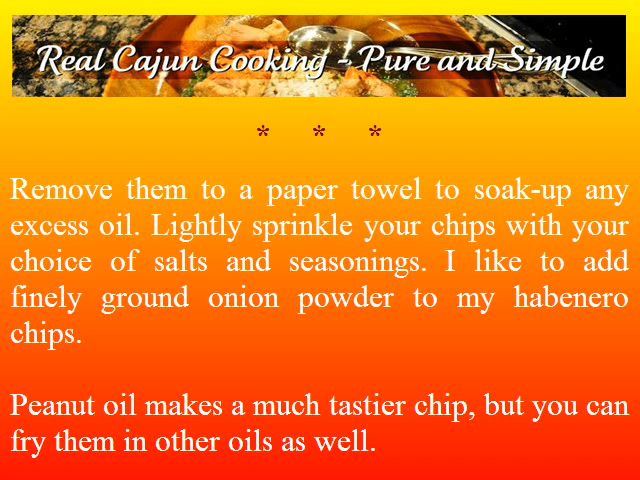 Real Cajun Cooking - Pure and Simple
* * *
Remove them to a paper towel to soak-up any
excess oil. Lightly sprinkle your chips with your
choice of salts and seasonings. I like to add
finely ground onion powder to my habenero
chips.
Peanut oil makes a much tastier chip, but you can
fry them in other oils as well.